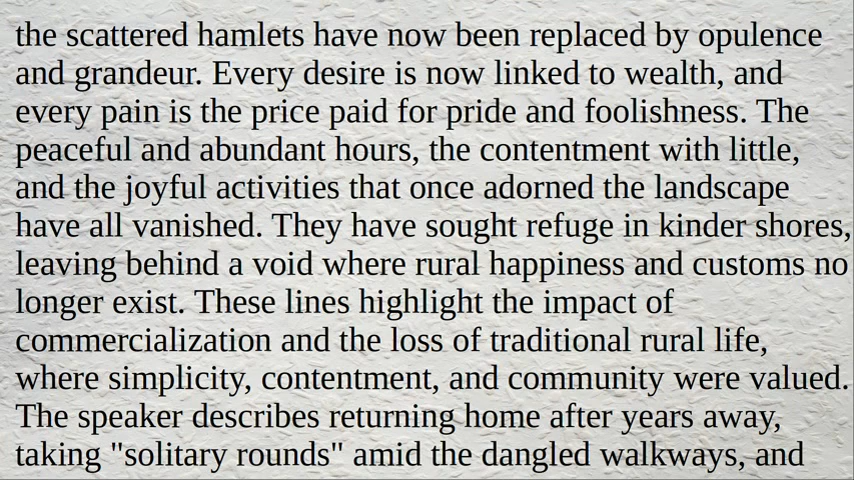 the scattered hamlets have now been replaced by opulence
and grandeur. Every desire is now linked to wealth, and
every pain is the price paid for pride and foolishness. The
peaceful and abundant hours, the contentment with little,
and the joyful activities that once adorned the landscape
have all vanished. They have sought refuge in kinder shores,
leaving behind a void where rural happiness and customs no
longer exist. These lines highlight the impact of
commercialization and the loss of traditional rural life,
where simplicity, contentment, and community were valued.
The speaker describes returning home after years away,
taking "solitary rounds" amid the dangled walkways, and